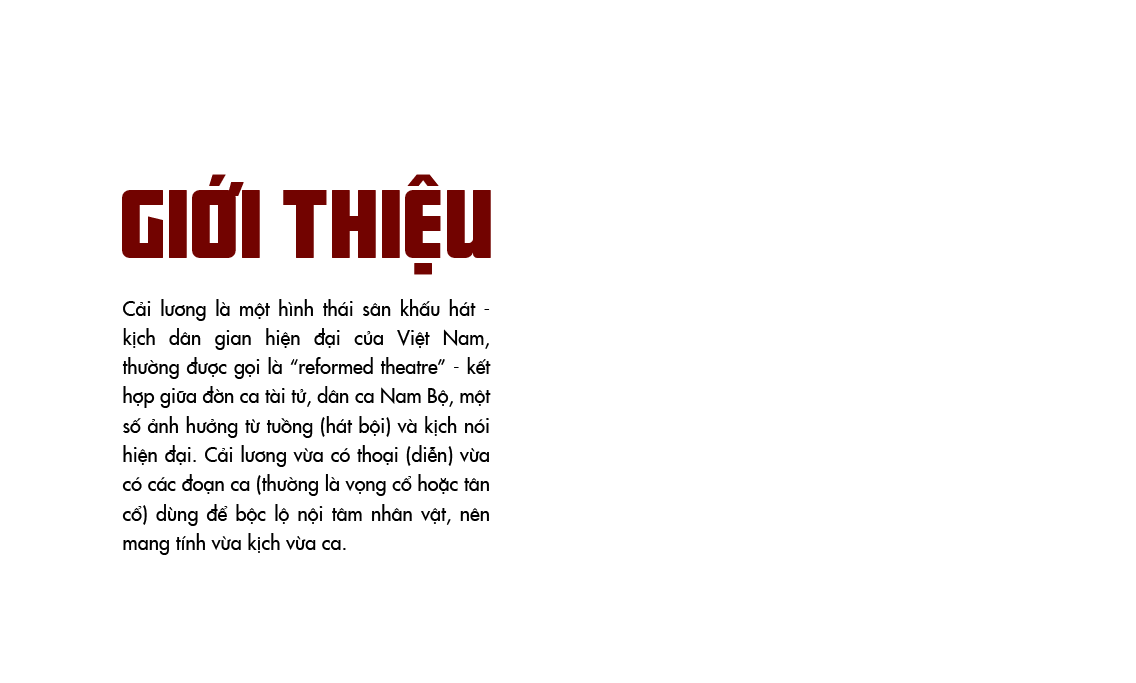 GIỚI THIỆU
Cải lương là một hình thái sân khấu hát -
kịch dân gian hiện đại của Việt Nam,
thường được gọi là “reformed theatre” - kết
hợp giữa đờn ca tài tử, dân ca Nam Bộ, một
số ảnh hưởng từ tuồng (hát bội) và kịch nói
hiện đại. Cải lương vừa có thoại (diễn) vừa
có các đoạn ca (thường là vọng cổ hoặc tân
cổ) dùng để bộc lộ nội tâm nhân vật, nên
mang tính vừa kịch vừa ca.